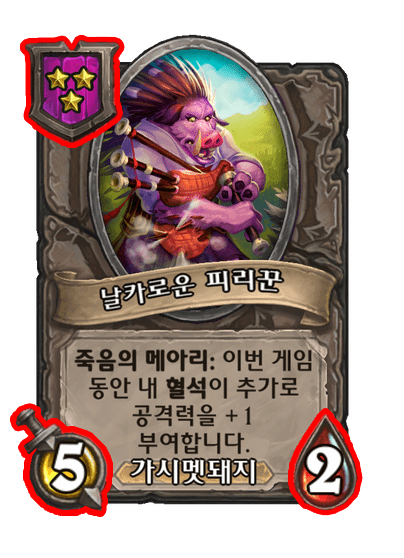 날카로운 피리꾼
죽음의 메아리: 이번 게임
동안 내 혈석이 추가로
공격력을 +1
부여합니다.
가시멧돼지
5
2